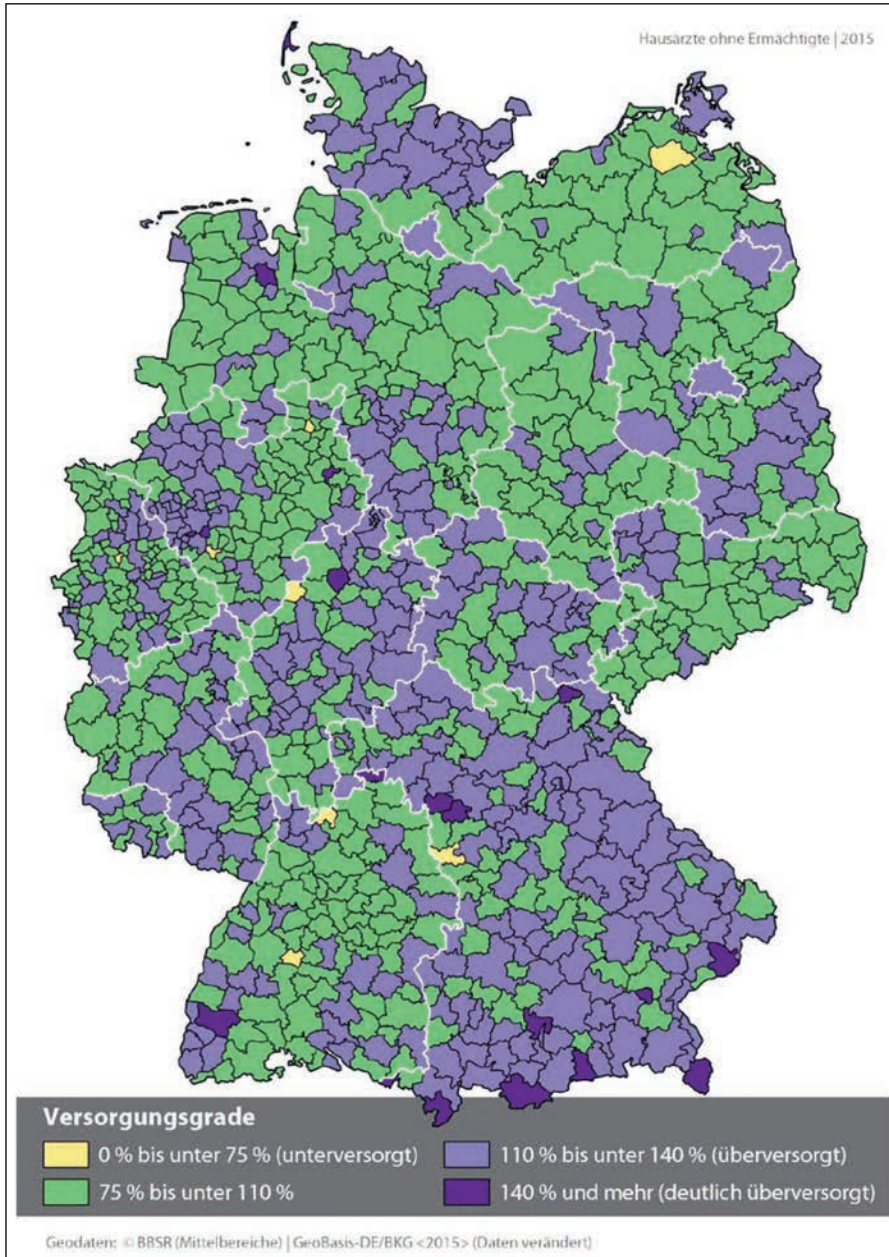 Hausärzte ohne Ermächtigte | 2015
Versorgungsgrade
0 % bis unter 75 % (unterversorgt)
75 % bis unter 110 %
110 % bis unter 140 % (überversorgt)
140 % und mehr (deutlich überversorgt)
Geodaten: © BBSR (Mittelbereiche) | GeoBasis-DE/BKG <2015> (Daten verändert)